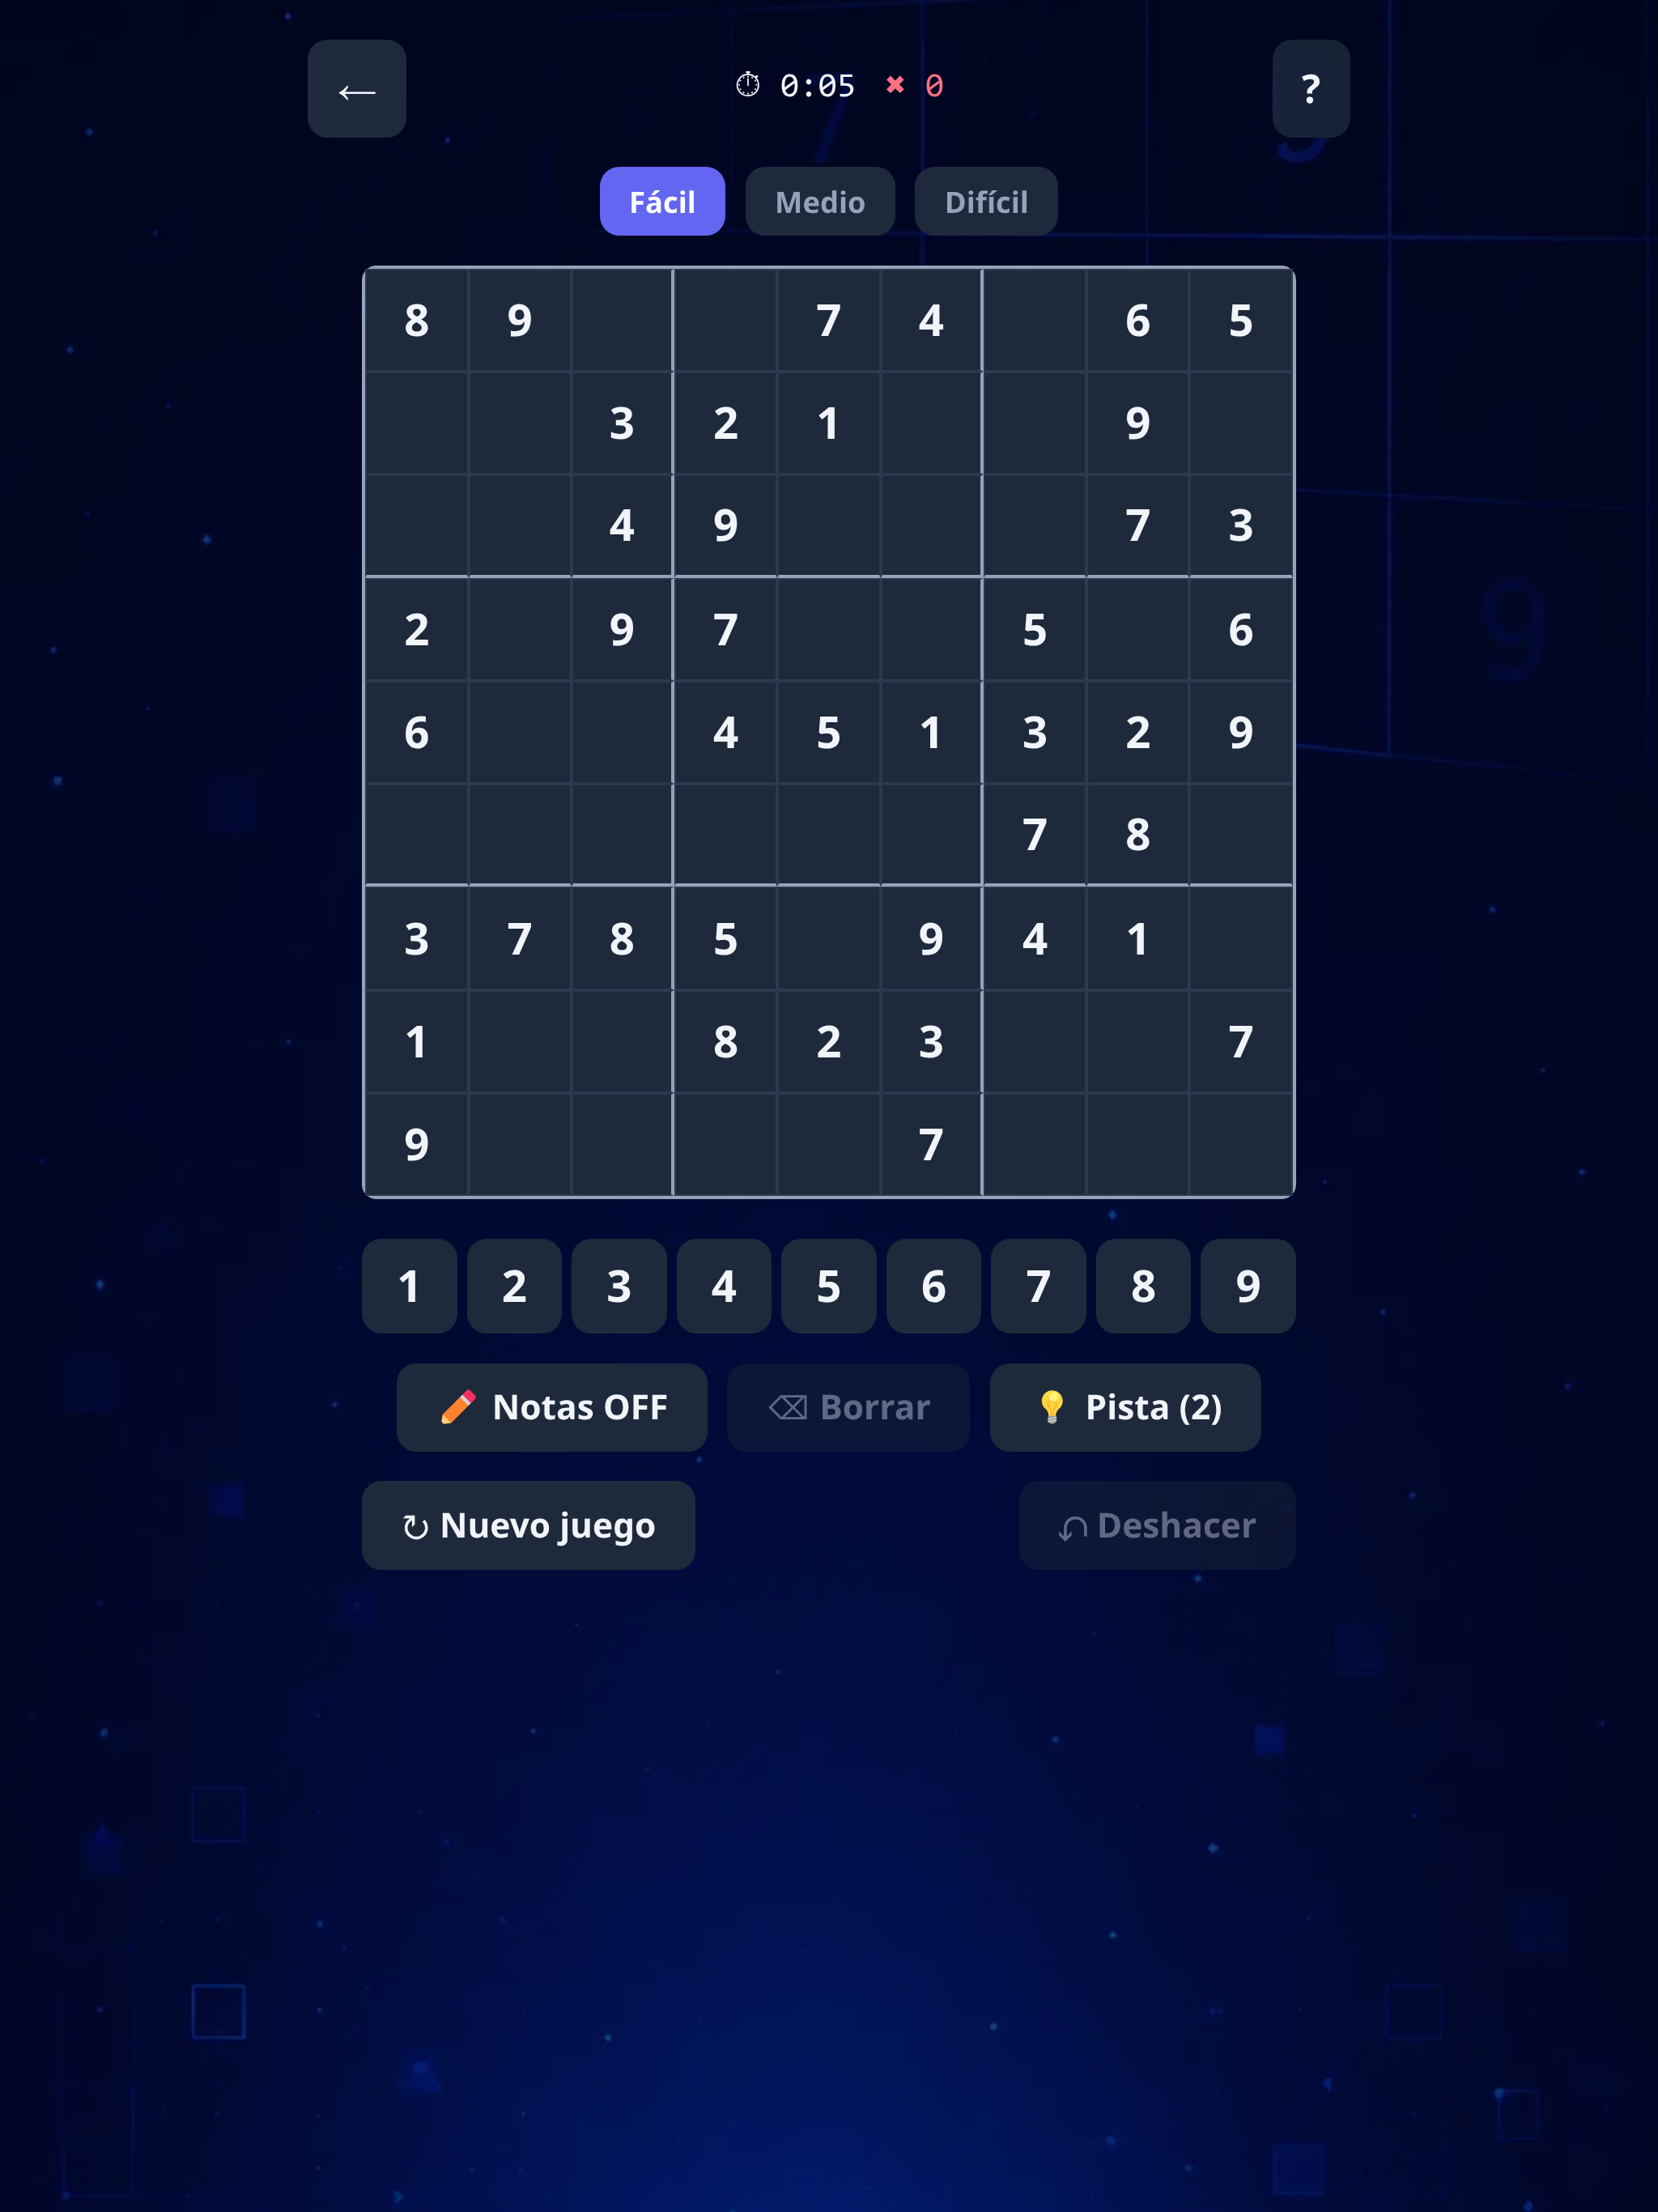 ← ⏱ 0:05 ✖ 0 ?
Fácil Medio Difícil
8 9 7 4 6 5
3 2 1 9
4 9 7 3
2 9 7 5 6
6 4 5 1 3 2 9
7 8
3 7 8 5 9 4 1
1 8 2 3 7
9 7
1 2 3 4 5 6 7 8 9
✏️ Notas OFF ⌫ Borrar 💡 Pista (2)
↻ Nuevo juego ⤺ Deshacer